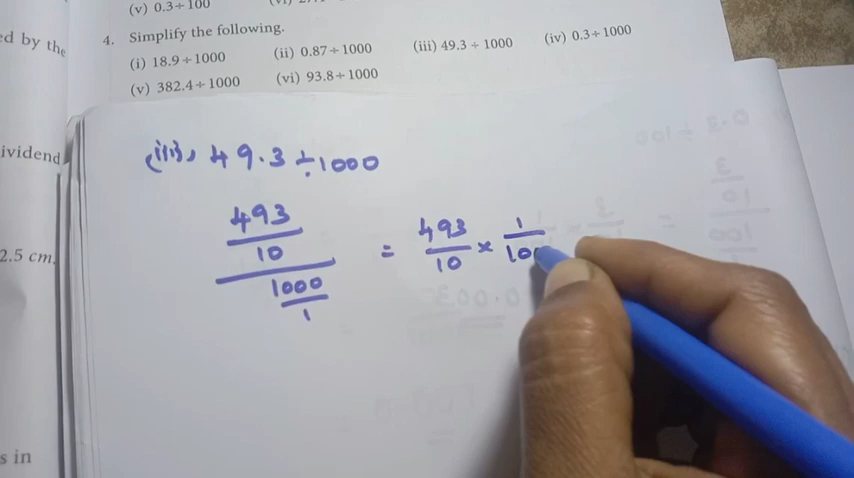 (v) 0.3÷100
ed by the
4. Simplify the following.
(i) 18.9÷1000 (ii) 0.87÷1000 (iii) 49.3÷1000 (iv) 0.3÷1000
(v) 382.4÷1000 (vi) 93.8÷1000
ividend
2.5 cm.
s in
(iii), 49.3 ÷1000
493
10
1000
1
=
493
10
×
1
100